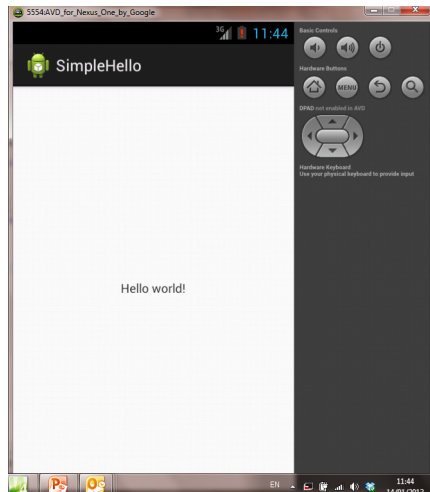 5554:AVD_for_Nexus_One_by_Google
3G 11:44
SimpleHello
Hello world!
Basic Controls
Hardware Buttons
MENU
DPAD not enabled in AVD
Hardware Keyboard
Use your physical keyboard to provide input
EN
11:44